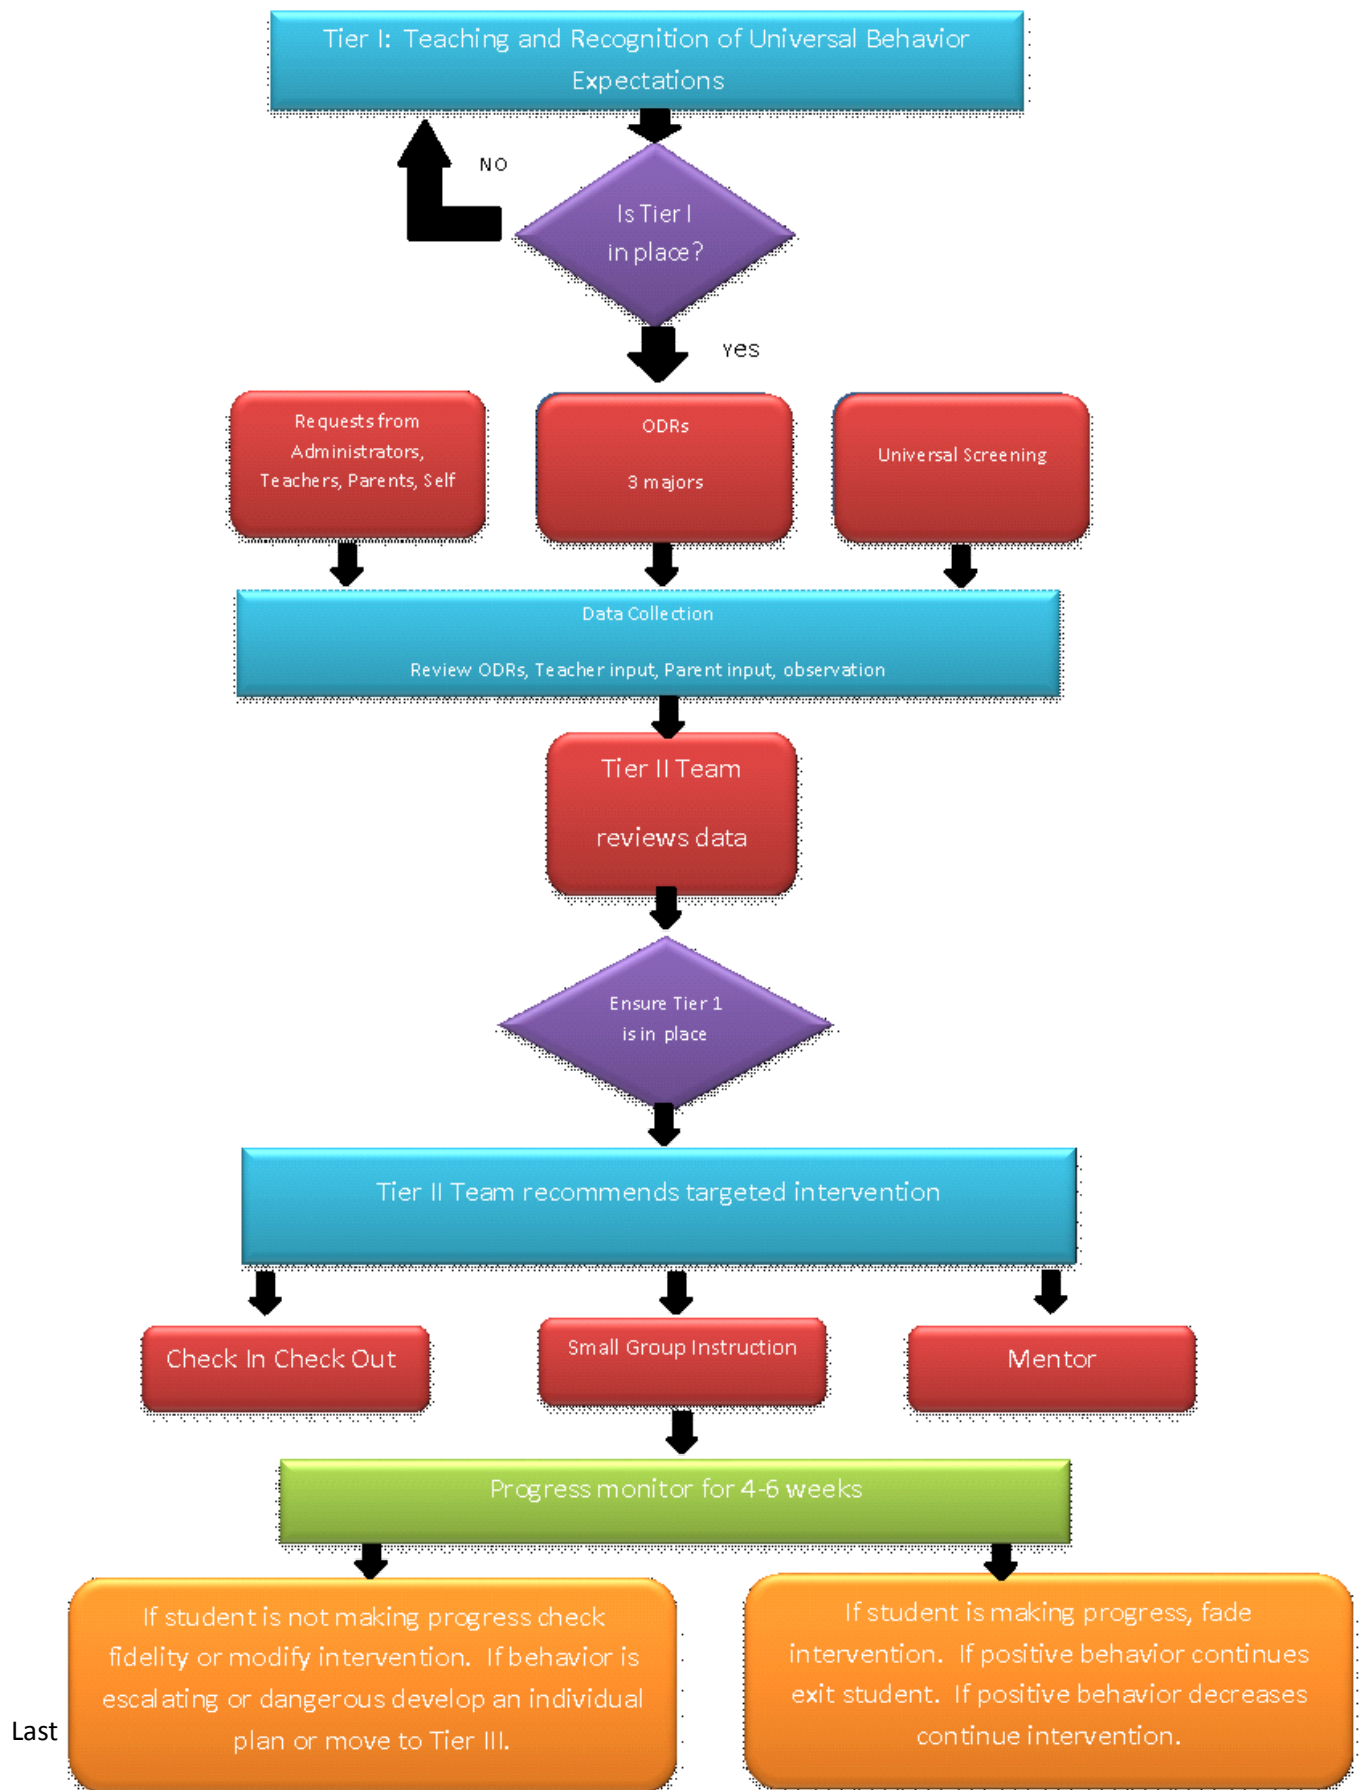 Tier I:  Teaching and Recognition of Universal Behavior
Expectations
NO
Is Tier I
in place?
Yes
Requests from
Administrators,
Teachers, Parents, Self
ODRs
3 majors
Universal Screening
Data Collection
Review ODRs, Teacher input, Parent input, observation
Tier II Team
reviews data
Ensure Tier 1
is in place
Tier II Team recommends targeted intervention
Check In Check Out
Small Group Instruction
Mentor
Progress monitor for 4-6 weeks
If student is not making progress check
fidelity or modify intervention.  If behavior is
escalating or dangerous develop an individual
plan or move to Tier III.
If student is making progress, fade
intervention.  If positive behavior continues
exit student.  If positive behavior decreases
continue intervention.
Last